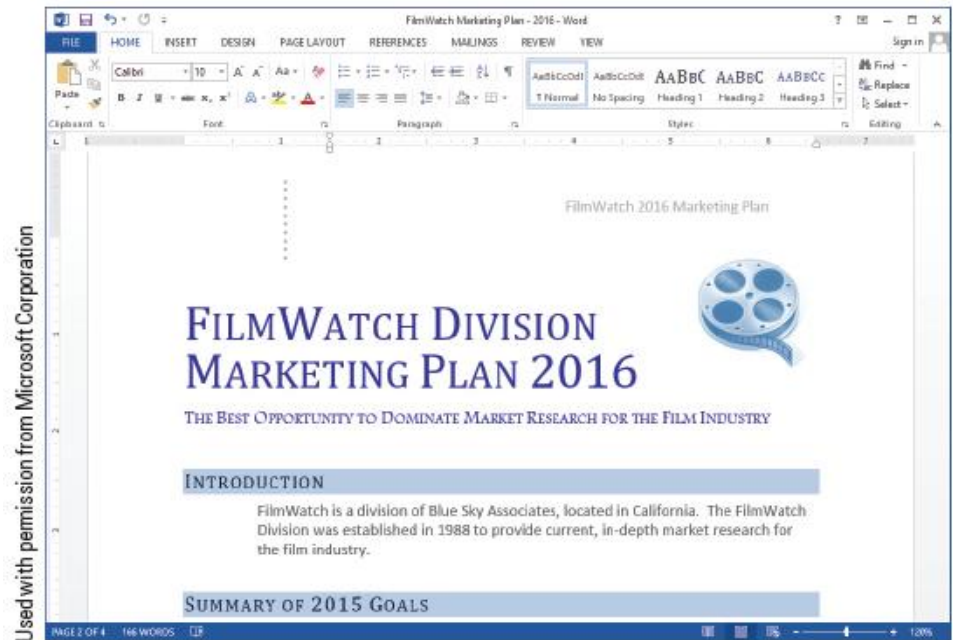 FilmWatch Marketing Plan - 2016 - Word
FILE HOME INSERT DESIGN PAGE LAYOUT REFERENCES MAILINGS REVIEW VIEW Sign in
Calibri 10 Aa Find
Paste B I U abc x, x² A Replace
AaBbCcDdI AaBbCcDdI AABBC AABBC AABBCC
¶ Normal No Spacing Heading 1 Heading 2 Heading 3 Select
Clipboard Font Paragraph Styles Editing
Used with permission from Microsoft Corporation
FilmWatch 2016 Marketing Plan
FILMWATCH DIVISION
MARKETING PLAN 2016
THE BEST OPPORTUNITY TO DOMINATE MARKET RESEARCH FOR THE FILM INDUSTRY
INTRODUCTION
FilmWatch is a division of Blue Sky Associates, located in California. The FilmWatch
Division was established in 1988 to provide current, in-depth market research for
the film industry.
SUMMARY OF 2015 GOALS
PAGE 2 OF 4 166 WORDS 120%